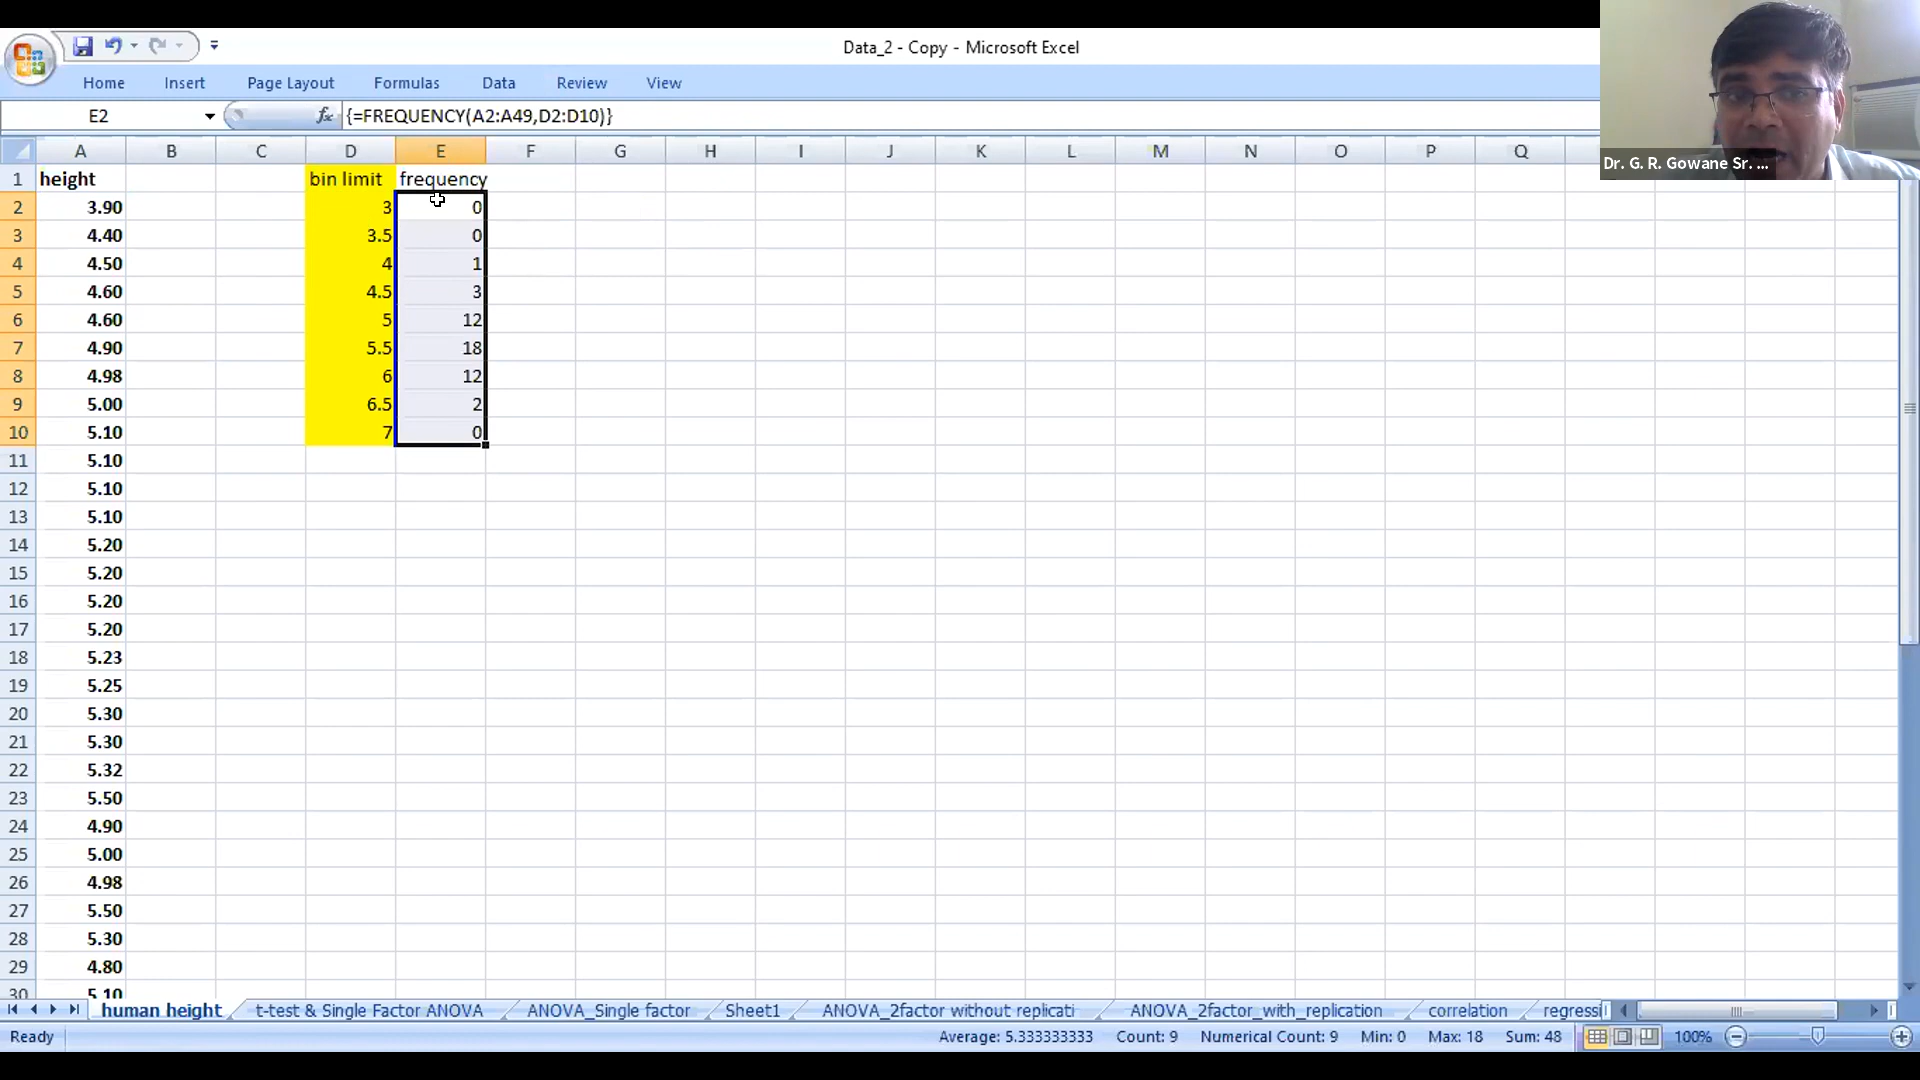 Data_2 - Copy - Microsoft Excel
Home Insert Page Layout Formulas Data Review View
E2 fx {=FREQUENCY(A2:A49,D2:D10)}
Dr. G. R. Gowane Sr. ...
A B C D E F G H I J K L M N O P Q
1 height bin limit frequency
2 3.90 3 0
3 4.40 3.5 0
4 4.50 4 1
5 4.60 4.5 3
6 4.60 5 12
7 4.90 5.5 18
8 4.98 6 12
9 5.00 6.5 2
10 5.10 7 0
11 5.10
12 5.10
13 5.10
14 5.20
15 5.20
16 5.20
17 5.20
18 5.23
19 5.25
20 5.30
21 5.30
22 5.32
23 5.50
24 4.90
25 5.00
26 4.98
27 5.50
28 5.30
29 4.80
30 5.10
human height t-test & Single Factor ANOVA ANOVA_Single factor Sheet1 ANOVA_2factor without replicati ANOVA_2factor_with_replication correlation regressi
Ready Average: 5.333333333 Count: 9 Numerical Count: 9 Min: 0 Max: 18 Sum: 48 100%